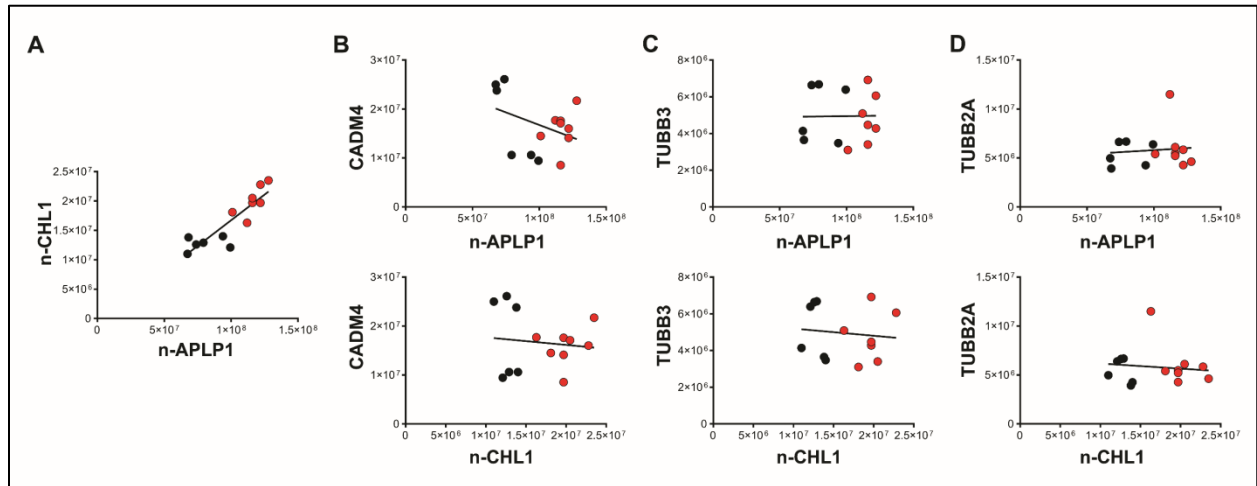 A
B
C
D
2.5×10⁷
2×10⁷
1.5×10⁷
1×10⁷
5×10⁶
0
n-CHL1
0 5×10⁷ 1×10⁸ 1.5×10⁸
n-APLP1
3×10⁷
2×10⁷
1×10⁷
0
CADM4
0 5×10⁷ 1×10⁸ 1.5×10⁸
n-APLP1
8×10⁶
6×10⁶
4×10⁶
2×10⁶
0
TUBB3
0 5×10⁷ 1×10⁸ 1.5×10⁸
n-APLP1
1.5×10⁷
1×10⁷
5×10⁶
0
TUBB2A
0 5×10⁷ 1×10⁸ 1.5×10⁸
n-APLP1
3×10⁷
2×10⁷
1×10⁷
0
CADM4
0 5×10⁶ 1×10⁷ 1.5×10⁷ 2×10⁷ 2.5×10⁷
n-CHL1
8×10⁶
6×10⁶
4×10⁶
2×10⁶
0
TUBB3
0 5×10⁶ 1×10⁷ 1.5×10⁷ 2×10⁷ 2.5×10⁷
n-CHL1
1.5×10⁷
1×10⁷
5×10⁶
0
TUBB2A
0 5×10⁶ 1×10⁷ 1.5×10⁷ 2×10⁷ 2.5×10⁷
n-CHL1